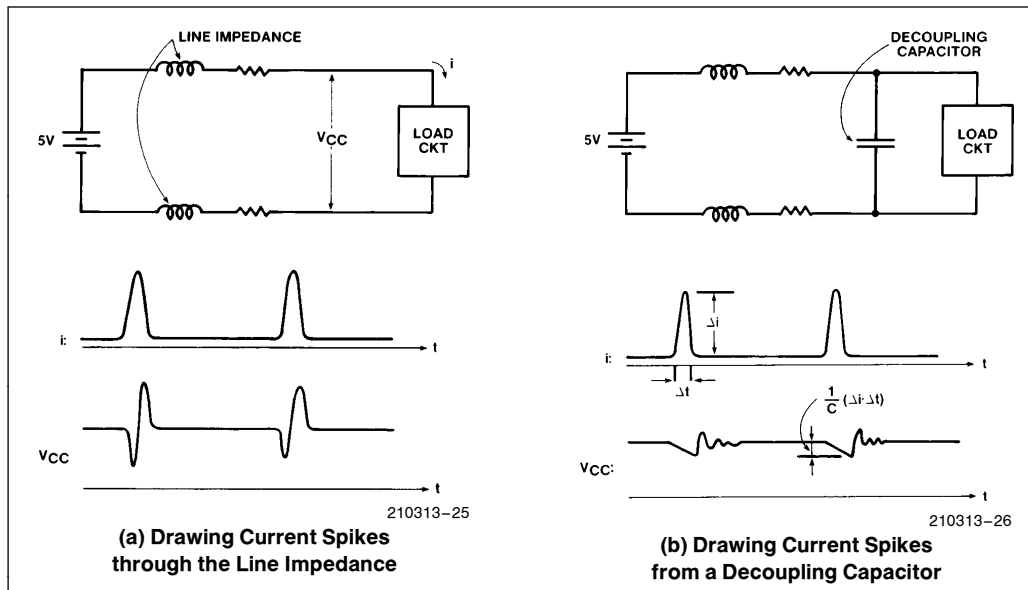 LINE IMPEDANCE
i
5V
VCC
LOAD
CKT
i:
t
VCC
t
210313–25
(a) Drawing Current Spikes
through the Line Impedance
DECOUPLING
CAPACITOR
5V
LOAD
CKT
Δi
i:
t
Δt
1/C (Δi·Δt)
VCC:
t
210313–26
(b) Drawing Current Spikes
from a Decoupling Capacitor